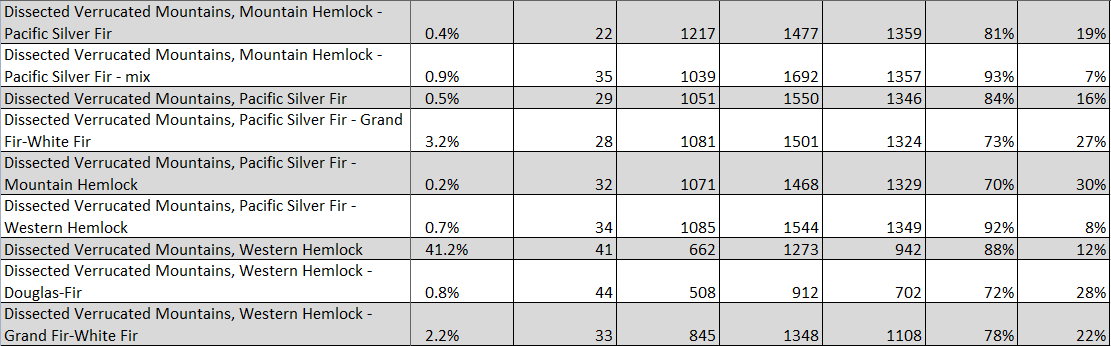 Dissected Verrucated Mountains, Mountain Hemlock -
Pacific Silver Fir 0.4% 22 1217 1477 1359 81% 19%
Dissected Verrucated Mountains, Mountain Hemlock -
Pacific Silver Fir - mix 0.9% 35 1039 1692 1357 93% 7%
Dissected Verrucated Mountains, Pacific Silver Fir 0.5% 29 1051 1550 1346 84% 16%
Dissected Verrucated Mountains, Pacific Silver Fir - Grand
Fir-White Fir 3.2% 28 1081 1501 1324 73% 27%
Dissected Verrucated Mountains, Pacific Silver Fir -
Mountain Hemlock 0.2% 32 1071 1468 1329 70% 30%
Dissected Verrucated Mountains, Pacific Silver Fir -
Western Hemlock 0.7% 34 1085 1544 1349 92% 8%
Dissected Verrucated Mountains, Western Hemlock 41.2% 41 662 1273 942 88% 12%
Dissected Verrucated Mountains, Western Hemlock -
Douglas-Fir 0.8% 44 508 912 702 72% 28%
Dissected Verrucated Mountains, Western Hemlock -
Grand Fir-White Fir 2.2% 33 845 1348 1108 78% 22%